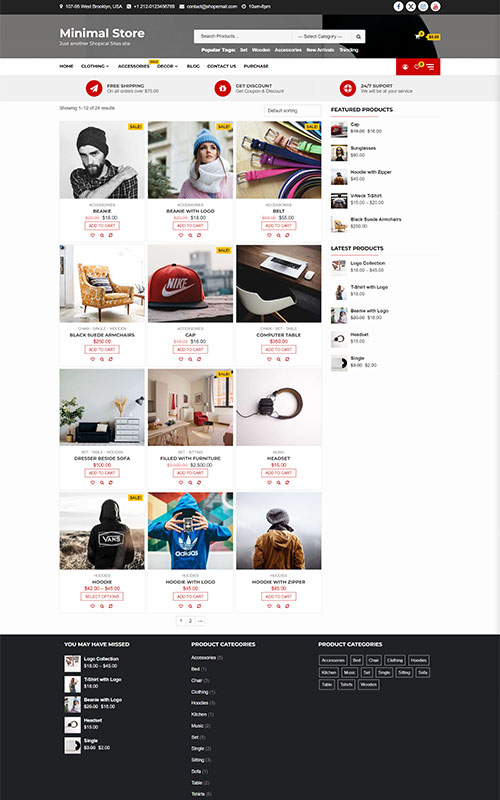 107-95 West Brooklyn, USA +1 212-0123456789 contact@shopemail.com 10am-6pm
Minimal Store
Just another Shopical Sites site
Search Products... --- Select Category ---
Popular Tags: Set Wooden Accessories New Arrivals Trending
0 $0.00
HOME CLOTHING ACCESSORIES DECOR BLOG CONTACT US PURCHASE
FREE SHIPPING
On all orders over $75.00
GET DISCOUNT
Get Coupon & Discount
24/7 SUPORT
We will be at your service
Showing 1–12 of 24 results
Default sorting
SALE!
SALE!
SALE!
ACCESSORIES
BEANIE
$20.00 $18.00
ADD TO CART
ACCESSORIES
BEANIE WITH LOGO
$20.00 $18.00
ADD TO CART
ACCESSORIES
BELT
$55.00
ADD TO CART
SALE!
NIKE
CHAIR · SINGLE · WOODEN
BLACK SUEDE ARMCHAIRS
$250.00
ADD TO CART
ACCESSORIES
CAP
$18.00 $16.00
ADD TO CART
CHAIR · SET · TABLE
COMPUTER TABLE
$350.00
ADD TO CART
SALE!
SET · TABLE · WOODEN
DRESSER BESIDE SOFA
$100.00
ADD TO CART
SET · SITTING
FILLED WITH FURNITURE
$2,500.00
ADD TO CART
MUSIC
HEADSET
$15.00
ADD TO CART
SALE!
VANS
adidas
HOODIES
HOODIE
$42.00 – $45.00
SELECT OPTIONS
HOODIES
HOODIE WITH LOGO
$45.00
ADD TO CART
HOODIES
HOODIE WITH ZIPPER
$45.00
ADD TO CART
1 2 →
FEATURED PRODUCTS
Cap
$18.00 $16.00
Sunglasses
$90.00
Hoodie with Zipper
$45.00
V-Neck T-Shirt
$15.00 – $20.00
Black Suede Armchairs
$250.00
LATEST PRODUCTS
Logo Collection
$18.00 – $45.00
T-Shirt with Logo
$18.00
Beanie with Logo
$20.00 $18.00
Headset
$15.00
Single
$3.00 $2.00
YOU MAY HAVE MISSED
Logo Collection
$18.00 – $45.00
T-Shirt with Logo
$18.00
Beanie with Logo
$20.00 $18.00
Headset
$15.00
Single
$3.00 $2.00
PRODUCT CATEGORIES
Accessories (5)
Bed (1)
Chair (3)
Clothing (1)
Hoodies (3)
Kitchen (1)
Music (2)
Set (5)
Single (2)
Sitting (3)
Sofa (1)
Table (2)
Tshirts (5)
PRODUCT CATEGORIES
Accessories Bed Chair Clothing Hoodies
Kitchen Music Set Single Sitting Sofa
Table Tshirts Wooden